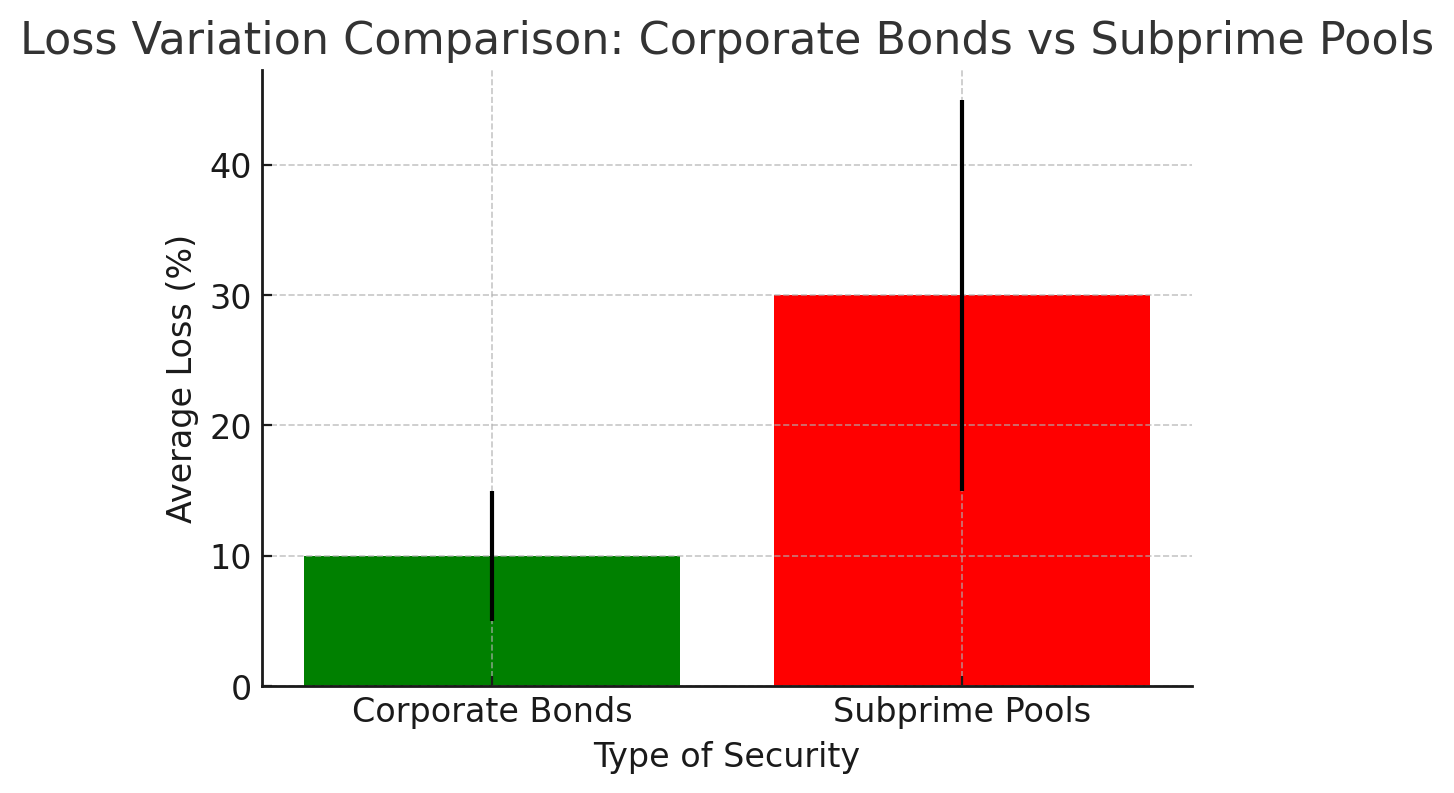 Loss Variation Comparison: Corporate Bonds vs Subprime Pools
Average Loss (%)
40
30
20
10
0
Corporate Bonds
Subprime Pools
Type of Security